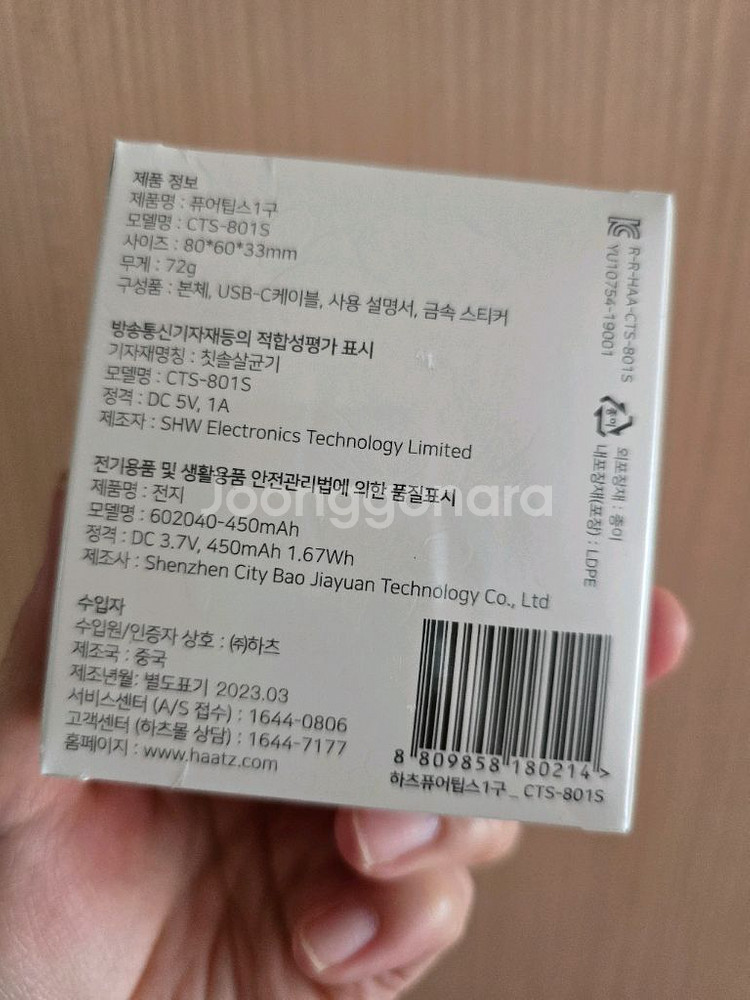 제품 정보
제품명 : 퓨어팁스1구
모델명 : CTS-801S
사이즈 : 80*60*33mm
무게 : 72g
구성품 : 본체, USB-C케이블, 사용 설명서, 금속 스티커
방송통신기자재등의 적합성평가 표시
기자재명칭 : 칫솔살균기
모델명 : CTS-801S
정격 : DC 5V, 1A
제조자 : SHW Electronics Technology Limited
전기용품 및 생활용품 안전관리법에 의한 품질표시
제품명 : 전지
모델명 : 602040-450mAh
정격 : DC 3.7V, 450mAh 1.67Wh
제조사 : Shenzhen City Bao Jiayuan Technology Co., Ltd
수입자
수입원/인증자 상호 : ㈜하츠
제조국 : 중국
제조년월: 별도표기 2023.03
서비스센터 (A/S 접수) : 1644-0806
고객센터 (하츠몰 상담) : 1644-7177
홈페이지 : www.haatz.com
R-R-HAA-CTS-801S
YU10754-19001
종이
외포장재 : 종이
내포장재(포장) : LDPE
8 809858 180214 >
하츠퓨어팁스1구_ CTS-801S
Joonggonara